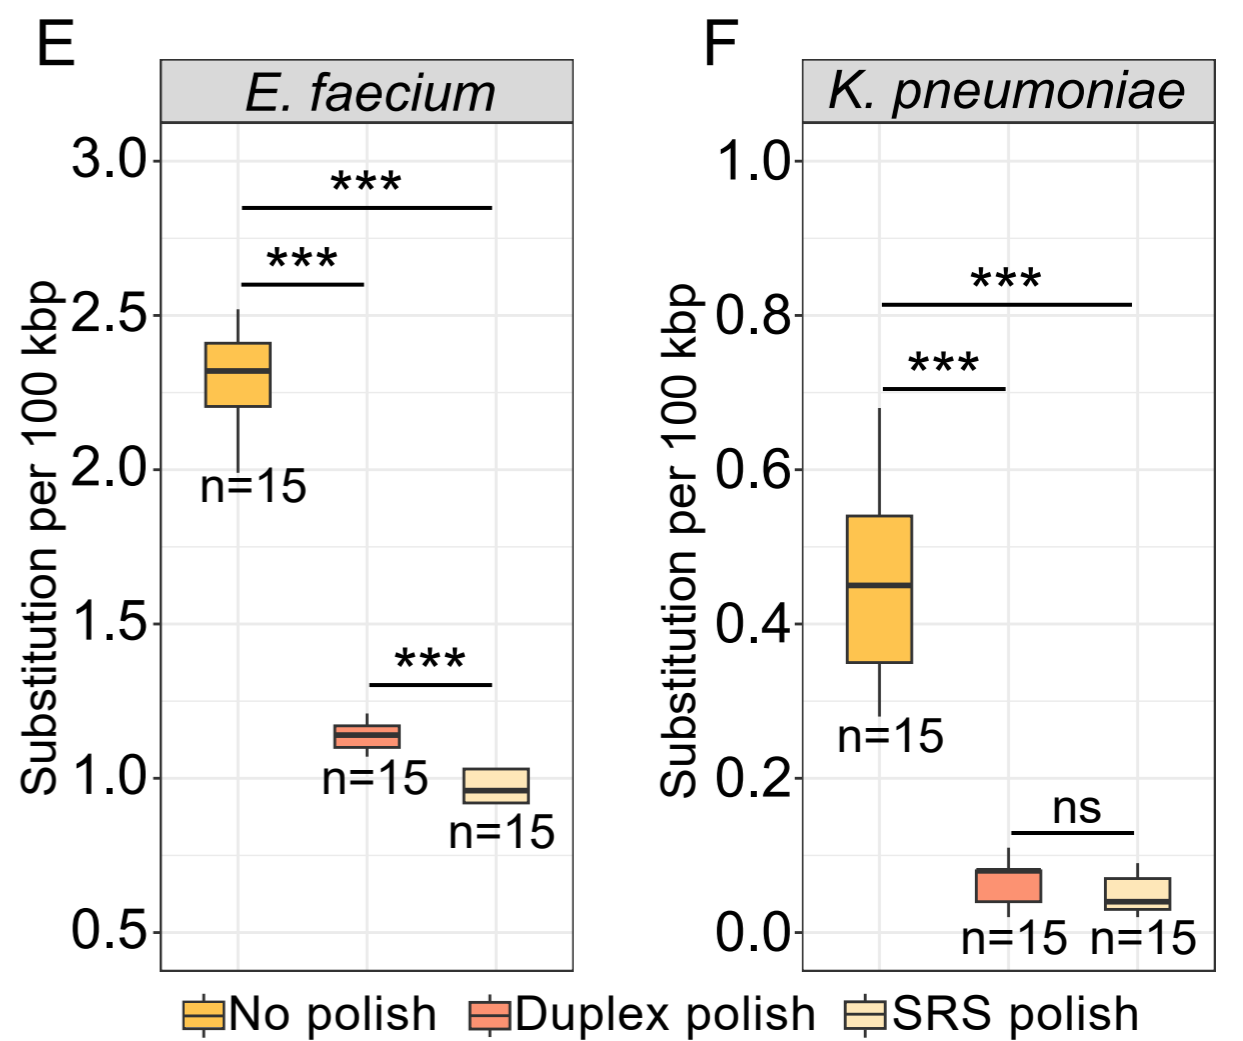 E
E. faecium
Substitution per 100 kbp
3.0
2.5
2.0
1.5
1.0
0.5
***
***
n=15
***
n=15
n=15
F
K. pneumoniae
Substitution per 100 kbp
1.0
0.8
0.6
0.4
0.2
0.0
***
***
n=15
ns
n=15 n=15
No polish Duplex polish SRS polish